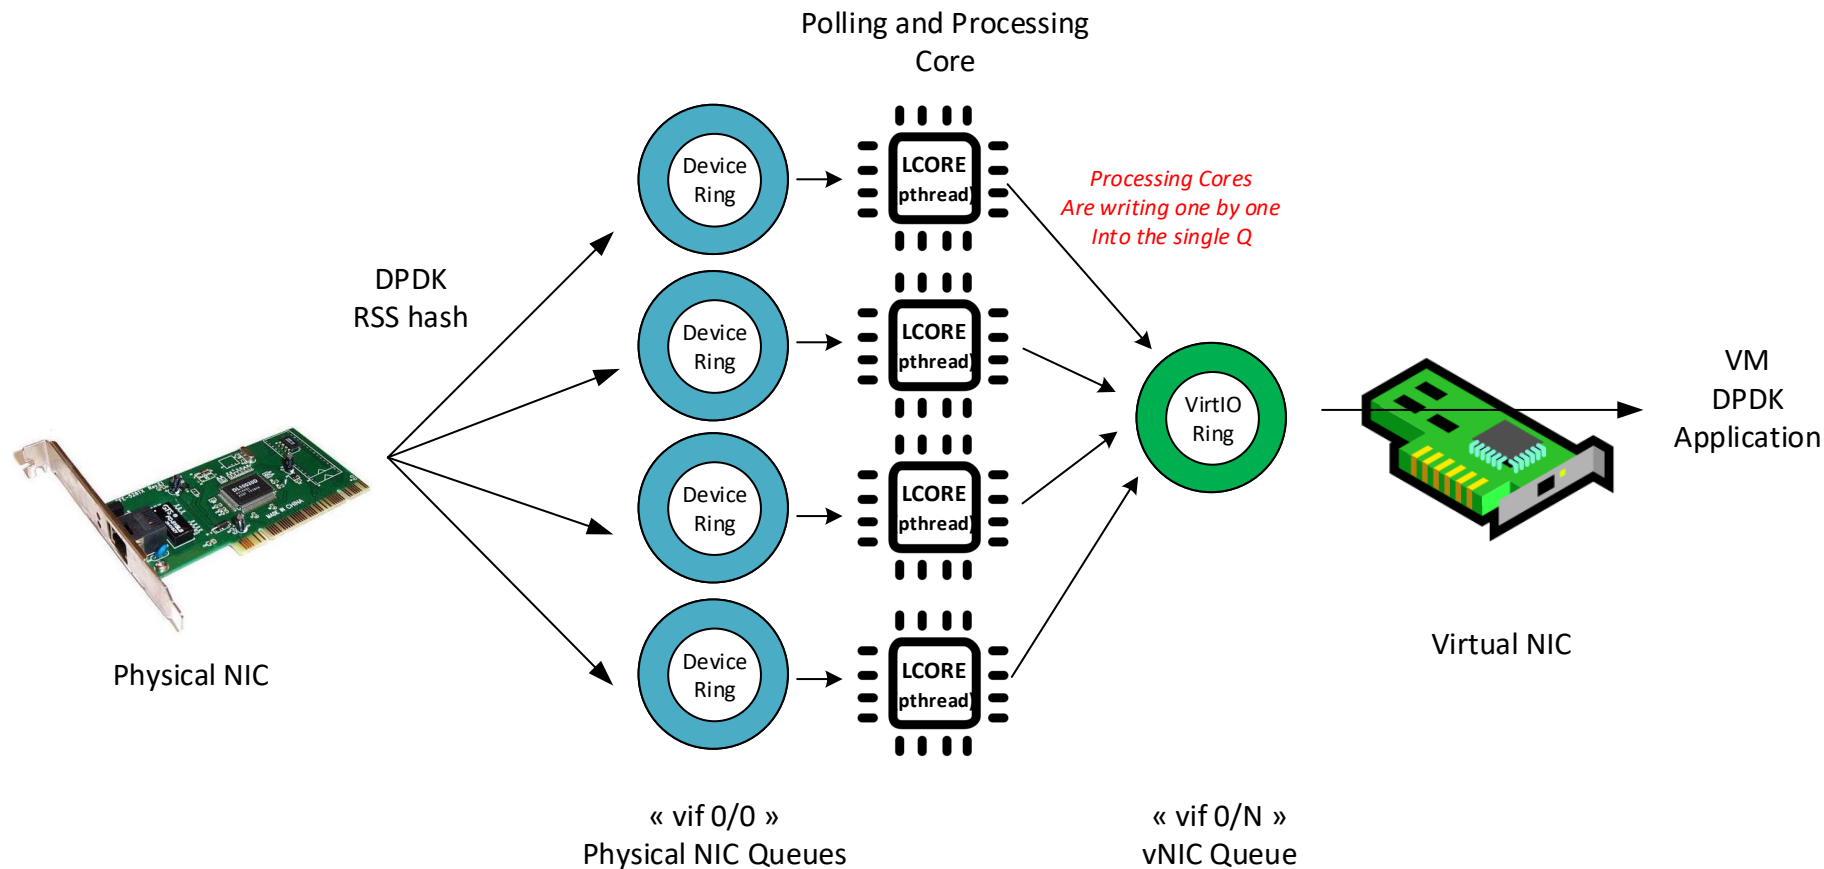 Polling and Processing
Core
Device
Ring
LCORE
(pthread)
Processing Cores
Are writing one by one
Into the single Q
DPDK
RSS hash
Device
Ring
LCORE
(pthread)
VirtIO
Ring
VM
DPDK
Application
Device
Ring
LCORE
(pthread)
Device
Ring
LCORE
(pthread)
Physical NIC
Virtual NIC
« vif 0/0 »
Physical NIC Queues
« vif 0/N »
vNIC Queue